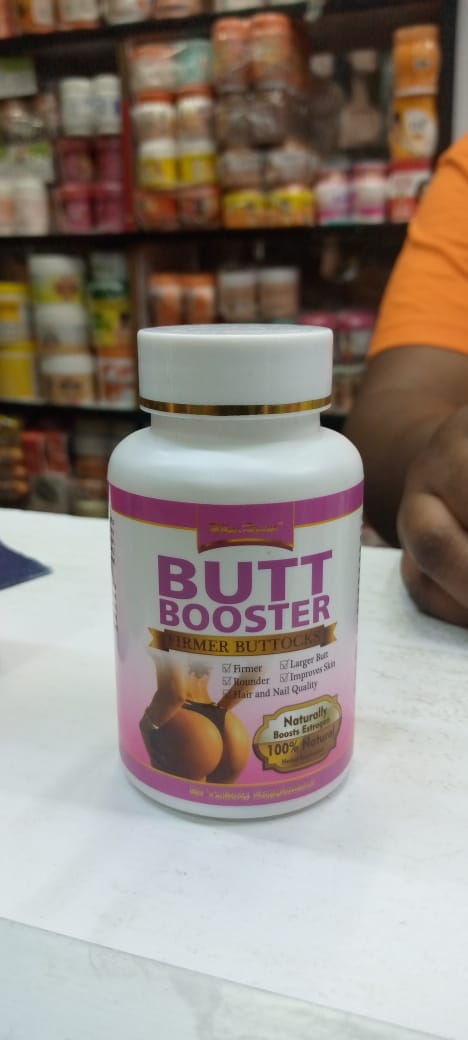 BUTT
BOOSTER
FIRMER BUTTOCKS
☑ Firmer ☑ Larger Butt
☑ Rounder ☑ Improves Skin
☑ Hair and Nail Quality
Naturally
Boosts Estrogen
100% Natural
Herbal